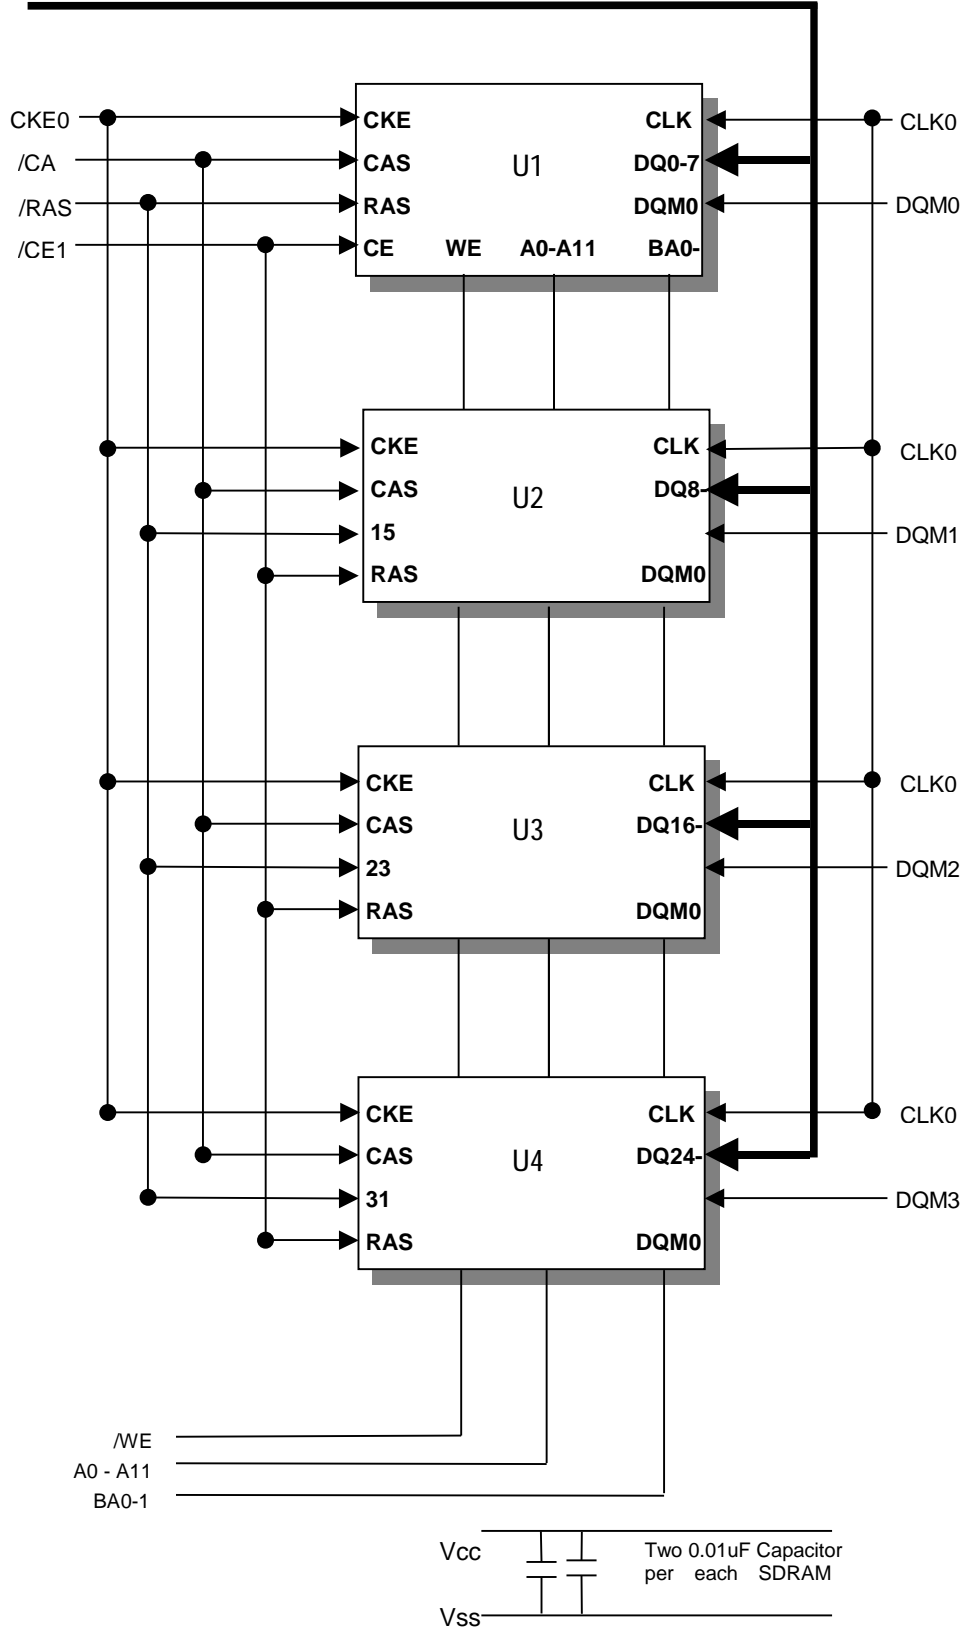 CKE0 CKE CLK CLK0
/CA CAS U1 DQ0-7
/RAS RAS DQM0 DQM0
/CE1 CE WE A0-A11 BA0-
CKE CLK CLK0
CAS U2 DQ8-
15 DQM1
RAS DQM0
CKE CLK CLK0
CAS U3 DQ16-
23 DQM2
RAS DQM0
CKE CLK CLK0
CAS U4 DQ24-
31 DQM3
RAS DQM0
/WE
A0 - A11
BA0-1
Vcc
Two 0.01uF Capacitor
per each SDRAM
Vss